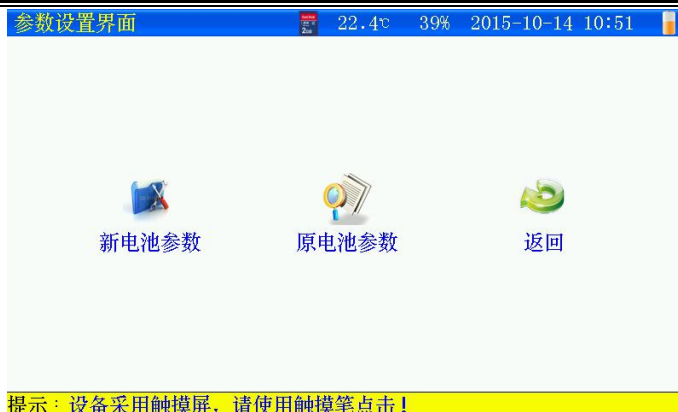 参数设置界面 22.4℃ 39% 2015-10-14 10:51
新电池参数 原电池参数 返回
提示:设备采用触摸屏，请使用触摸笔点击!